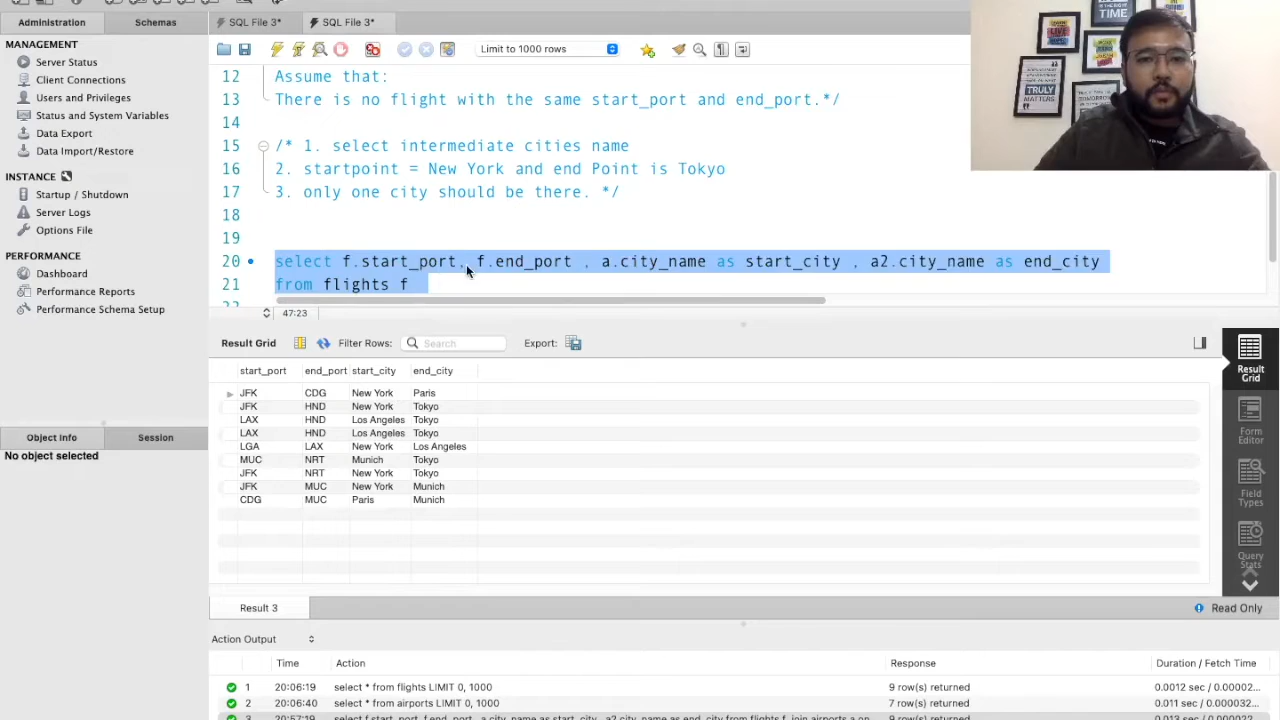 Administration
Schemas
SQL File 3*
SQL File 3*
MANAGEMENT
Server Status
Client Connections
Users and Privileges
Status and System Variables
Data Export
Data Import/Restore
INSTANCE
Startup / Shutdown
Server Logs
Options File
PERFORMANCE
Dashboard
Performance Reports
Performance Schema Setup
Object Info
Session
No object selected
Limit to 1000 rows
12 Assume that:
13 There is no flight with the same start_port and end_port.*/
14
15 /* 1. select intermediate cities name
16 2. startpoint = New York and end Point is Tokyo
17 3. only one city should be there. */
18
19
20 select f.start_port, f.end_port , a.city_name as start_city , a2.city_name as end_city
21 from flights f
47:23
TIME
TRULY
MATTERS
Result Grid
Filter Rows:
Search
Export:
start_port end_port start_city end_city
JFK CDG New York Paris
JFK HND New York Tokyo
LAX HND Los Angeles Tokyo
LAX HND Los Angeles Tokyo
LGA LAX New York Los Angeles
MUC NRT Munich Tokyo
JFK NRT New York Tokyo
JFK MUC New York Munich
CDG MUC Paris Munich
Result Grid
Form Editor
Field Types
Query Stats
Result 3
Read Only
Action Output
Time Action Response Duration / Fetch Time
1 20:06:19 select * from flights LIMIT 0, 1000 9 row(s) returned 0.0012 sec / 0.00002...
2 20:06:40 select * from airports LIMIT 0, 1000 7 row(s) returned 0.011 sec / 0.000032...